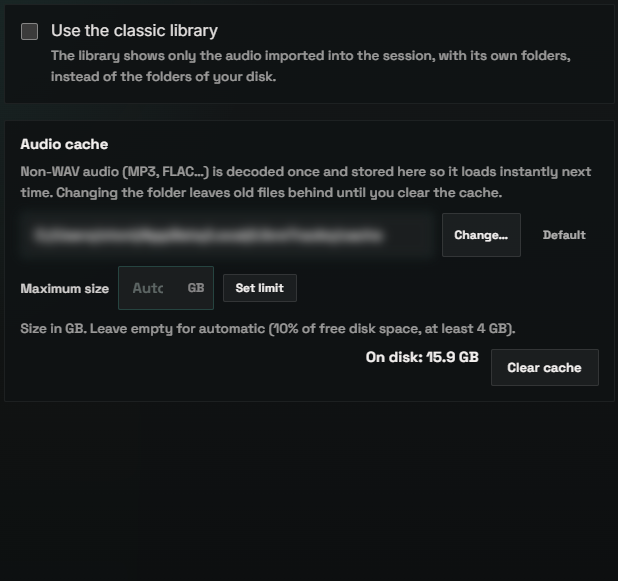 Use the classic library
The library shows only the audio imported into the session, with its own folders,
instead of the folders of your disk.
Audio cache
Non-WAV audio (MP3, FLAC...) is decoded once and stored here so it loads instantly next
time. Changing the folder leaves old files behind until you clear the cache.
Change... Default
Maximum size GB Set limit
Size in GB. Leave empty for automatic (10% of free disk space, at least 4 GB).
On disk: 15.9 GB Clear cache